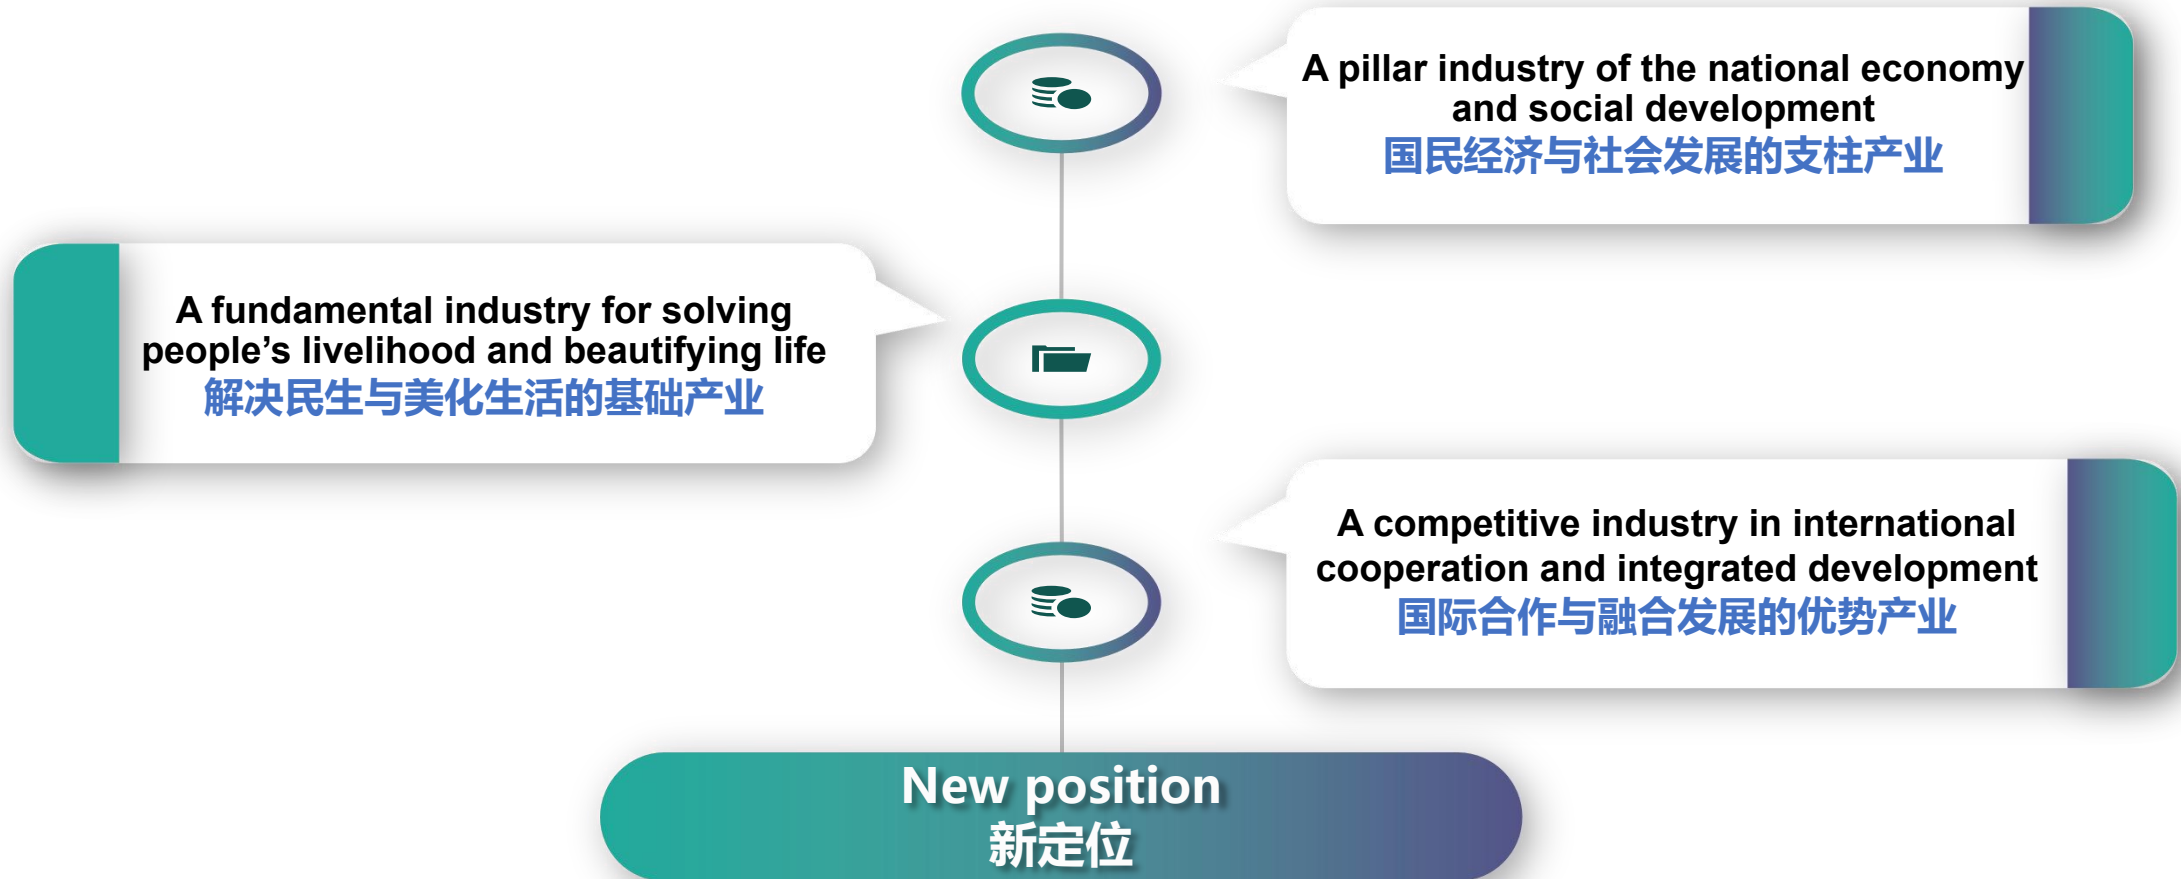 A pillar industry of the national economy
and social development
国民经济与社会发展的支柱产业
A fundamental industry for solving
people’s livelihood and beautifying life
解决民生与美化生活的基础产业
A competitive industry in international
cooperation and integrated development
国际合作与融合发展的优势产业
New position
新定位